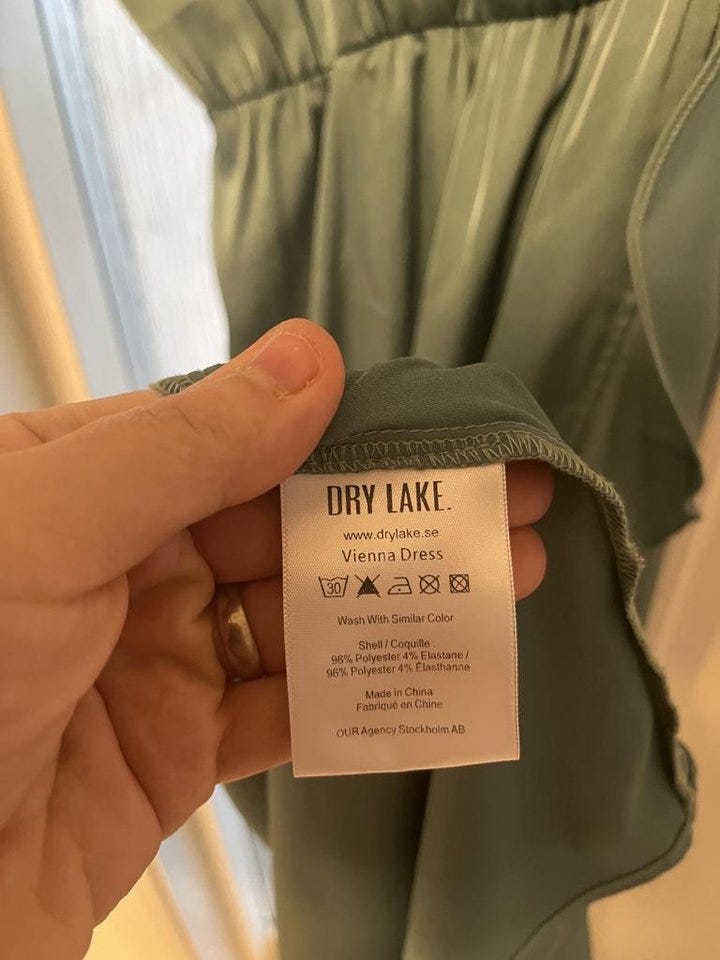 DRY LAKE.
www.drylake.se
Vienna Dress
30
Wash With Similar Color
Shell / Coquille :
96% Polyester 4% Elastane /
96% Polyester 4% Élasthanne
Made in China
Fabriqué en Chine
OUR Agency Stockholm AB